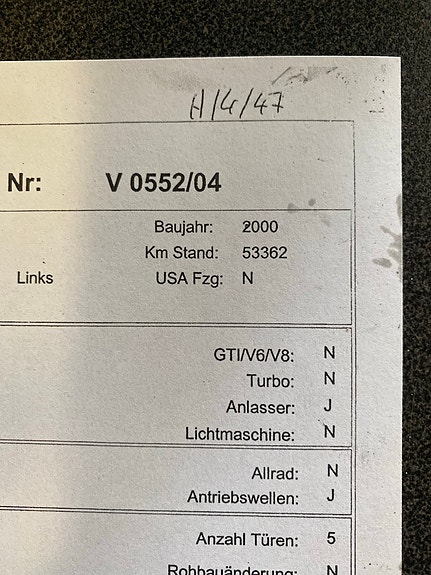 H/4/47
Nr: V 0552/04
Baujahr: 2000
Km Stand: 53362
Links USA Fzg: N
GTI/V6/V8: N
Turbo: N
Anlasser: J
Lichtmaschine: N
Allrad: N
Antriebswellen: J
Anzahl Türen: 5
Rohbauänderung: N